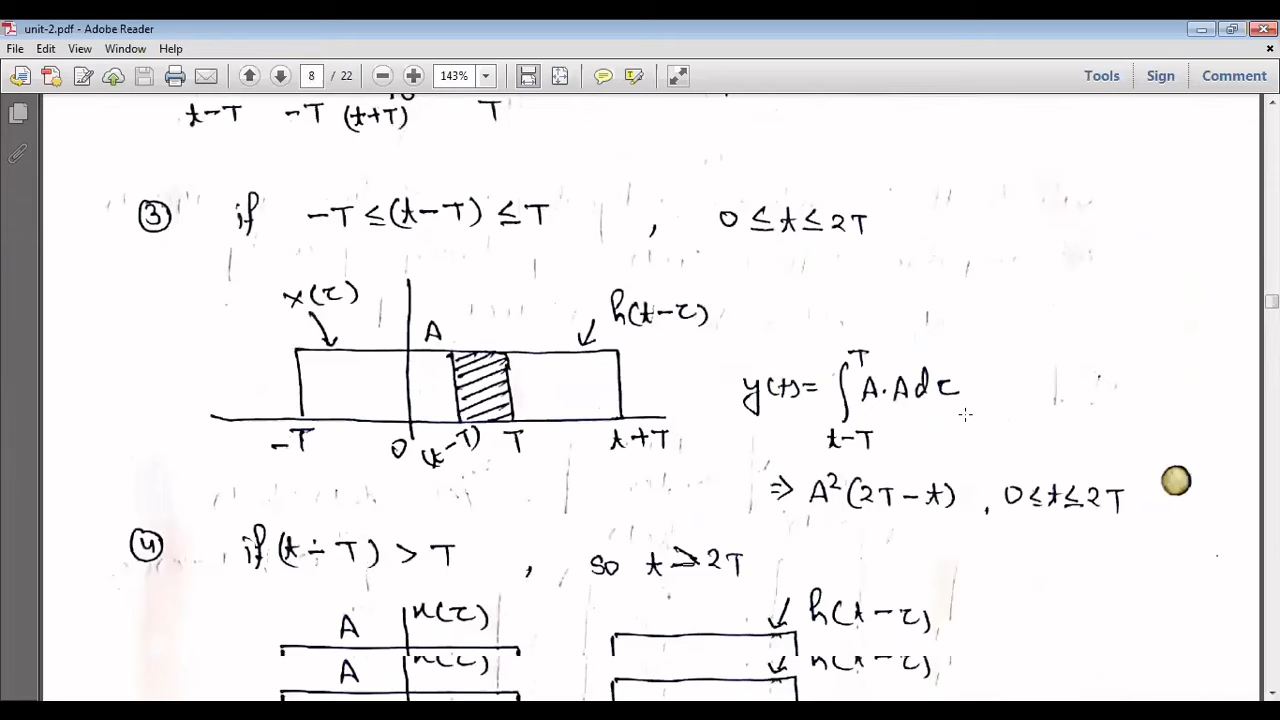 unit-2.pdf - Adobe Reader
File Edit View Window Help
8 / 22 143% Tools Sign Comment
t-T -T (t+T) T
③ if -T ≤ (t-T) ≤ T , 0 ≤ t ≤ 2T
x(τ)
A
h(t-τ)
-T 0 (t-T) T t+T
y(t) = ∫ T t-T A.A dτ
⇒ A²(2T-t) , 0 ≤ t ≤ 2T
④ if (t-T) > T , so t > 2T
A x(τ) h(t-τ)
A